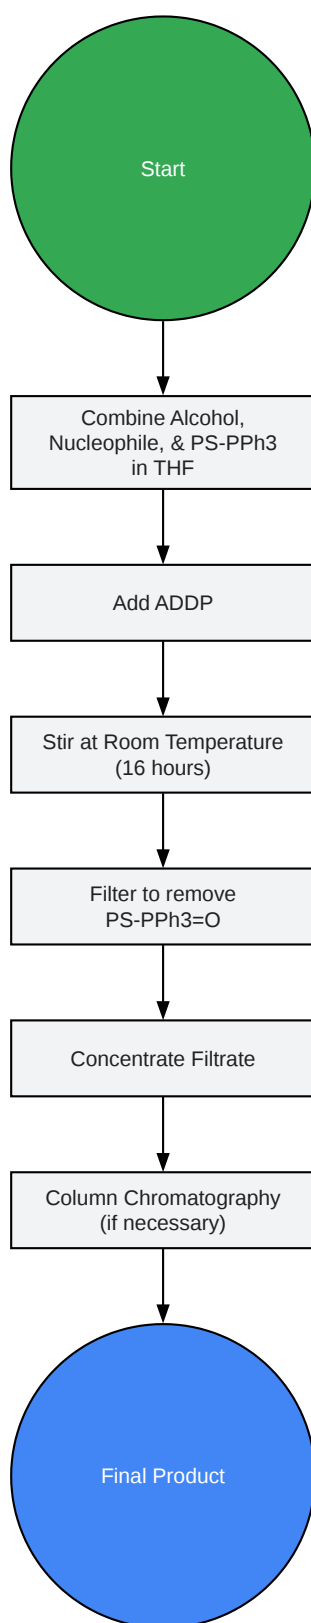 Start
Combine Alcohol,
Nucleophile, & PS-PPh3
in THF
Add ADDP
Stir at Room Temperature
(16 hours)
Filter to remove
PS-PPh3=O
Concentrate Filtrate
Column Chromatography
(if necessary)
Final Product